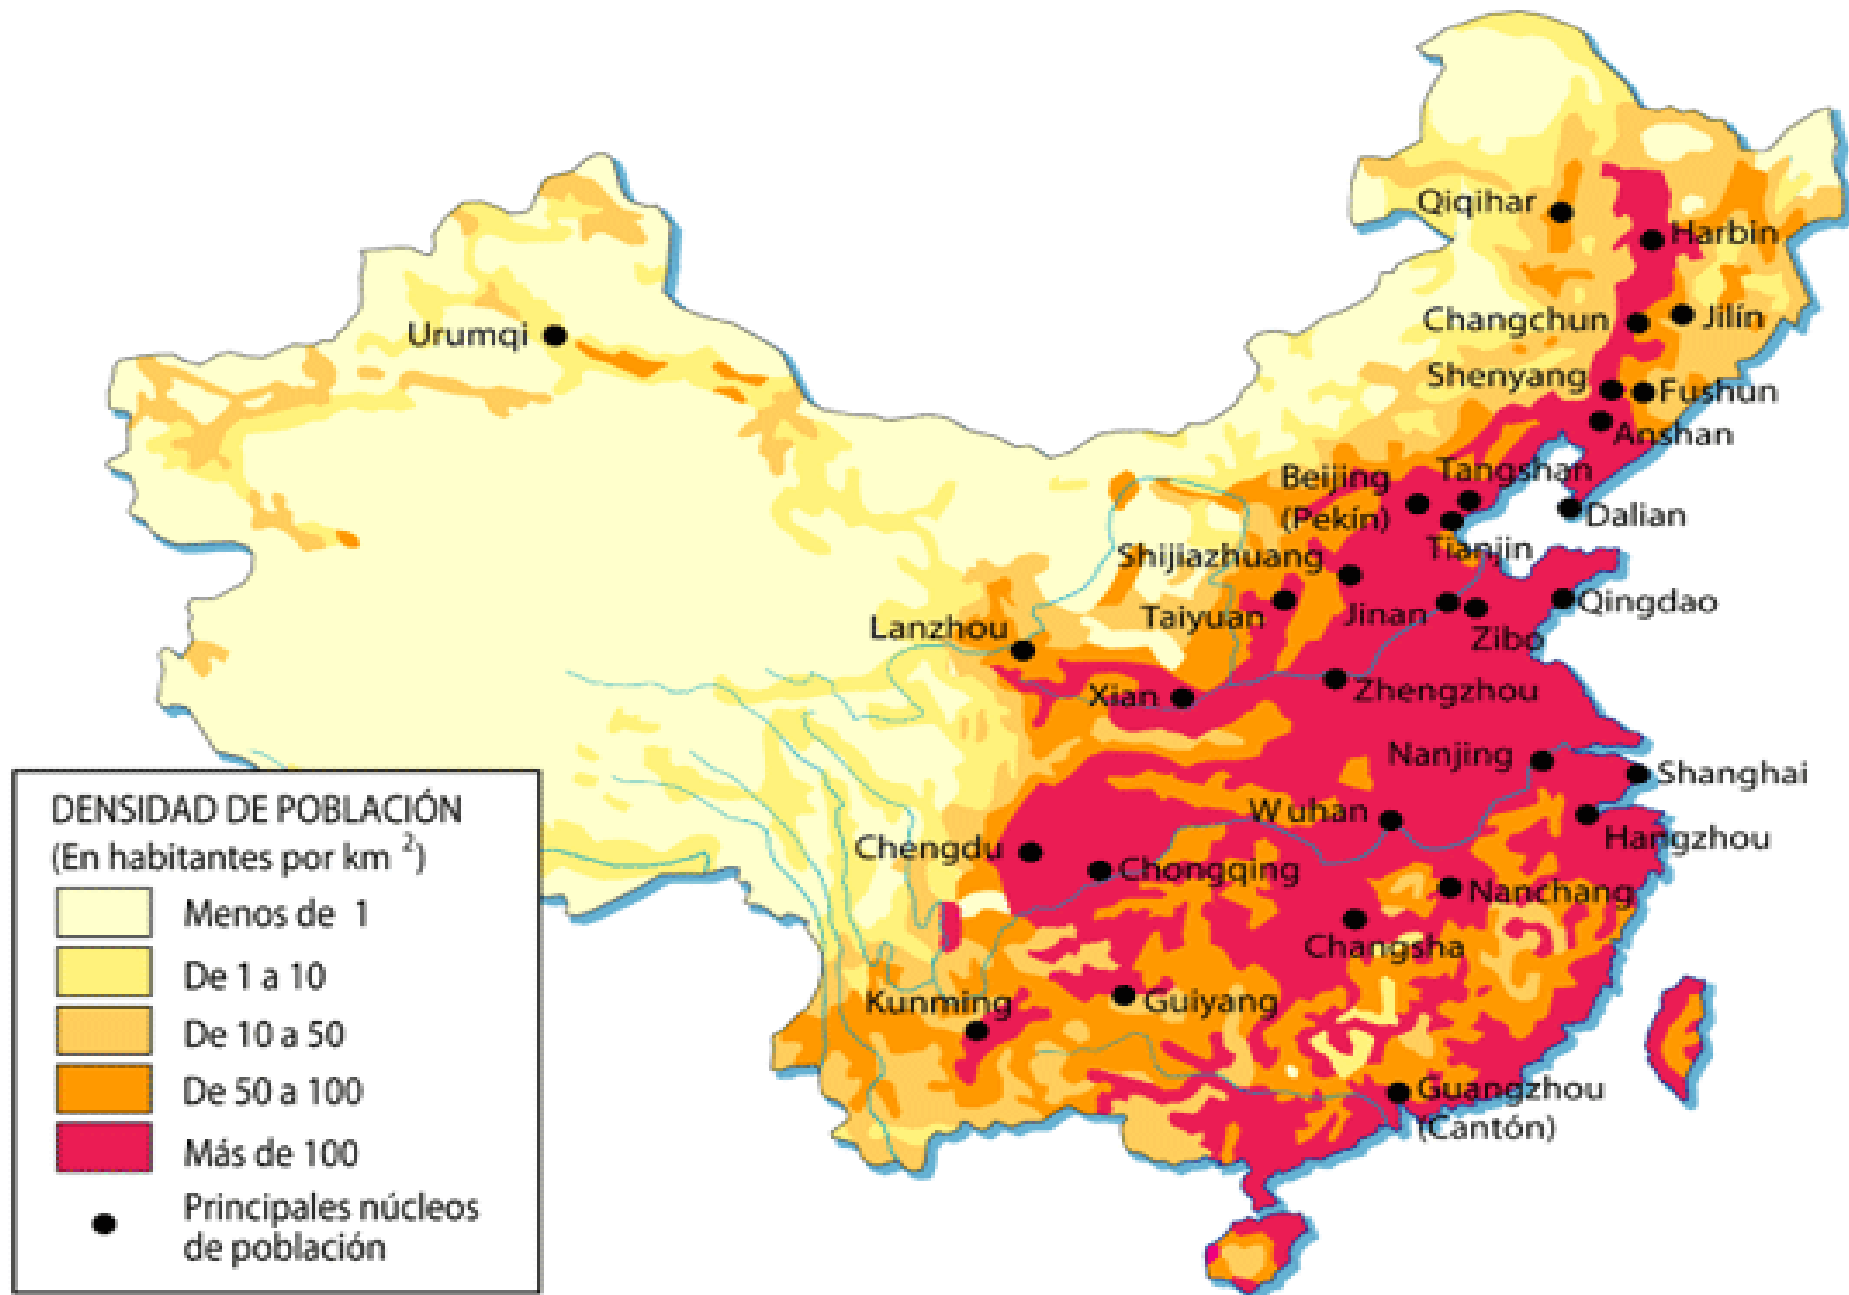 Qiqihar
Harbin
Changchun
Jilín
Urumqi
Shenyang
Fushun
Anshan
Beijing
(Pekín)
Tangshan
Dalian
Tianjin
Shijiazhuang
Taiyuan
Jinan
Qingdao
Zibo
Lanzhou
Xian
Zhengzhou
Nanjing
Shanghai
Wuhan
Hangzhou
Chengdu
Chongqing
Nanchang
Changsha
Kunming
Guiyang
Guangzhou
(Cantón)
DENSIDAD DE POBLACIÓN
(En habitantes por km 2)
Menos de 1
De 1 a 10
De 10 a 50
De 50 a 100
Más de 100
Principales núcleos
de población